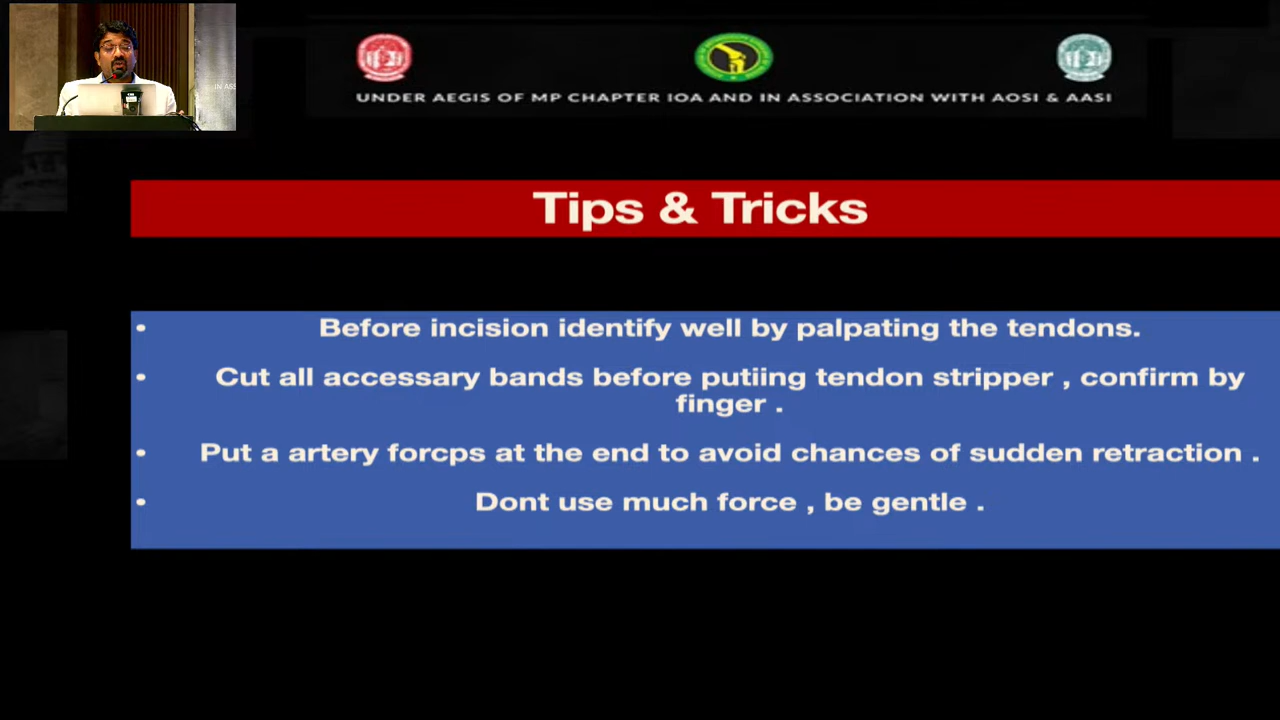 UNDER AEGIS OF MP CHAPTER IOA AND IN ASSOCIATION WITH AOSI & AASI
Tips & Tricks
• Before incision identify well by palpating the tendons.
• Cut all accessary bands before putiing tendon stripper , confirm by
finger .
• Put a artery forcps at the end to avoid chances of sudden retraction .
• Dont use much force , be gentle .